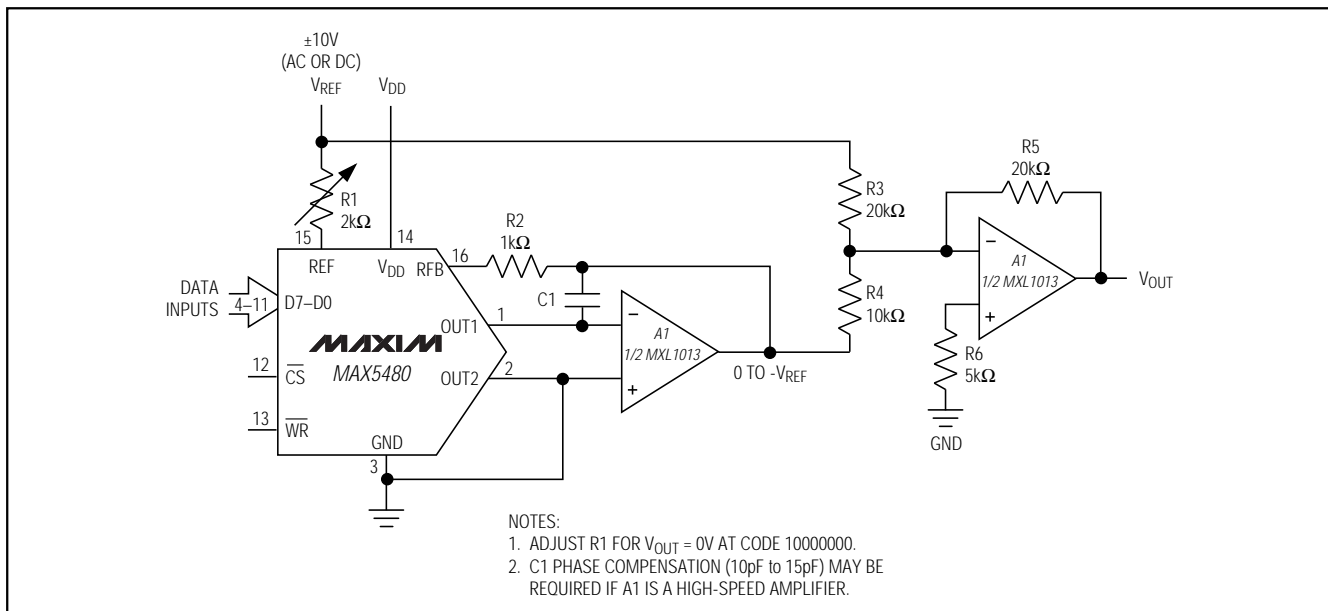 ±10V
(AC OR DC)
VREF
VDD
R1
2kΩ
15
14
REF
VDD
RFB
16
R2
1kΩ
C1
DATA
INPUTS
4–11
D7–D0
OUT1
1
MAXIM
MAX5480
OUT2
2
12
CS
13
WR
GND
3
A1
1/2 MXL1013
0 TO -VREF
R3
20kΩ
R4
10kΩ
R5
20kΩ
A1
1/2 MXL1013
VOUT
R6
5kΩ
GND
NOTES:
1. ADJUST R1 FOR VOUT = 0V AT CODE 10000000.
2. C1 PHASE COMPENSATION (10pF to 15pF) MAY BE
REQUIRED IF A1 IS A HIGH-SPEED AMPLIFIER.